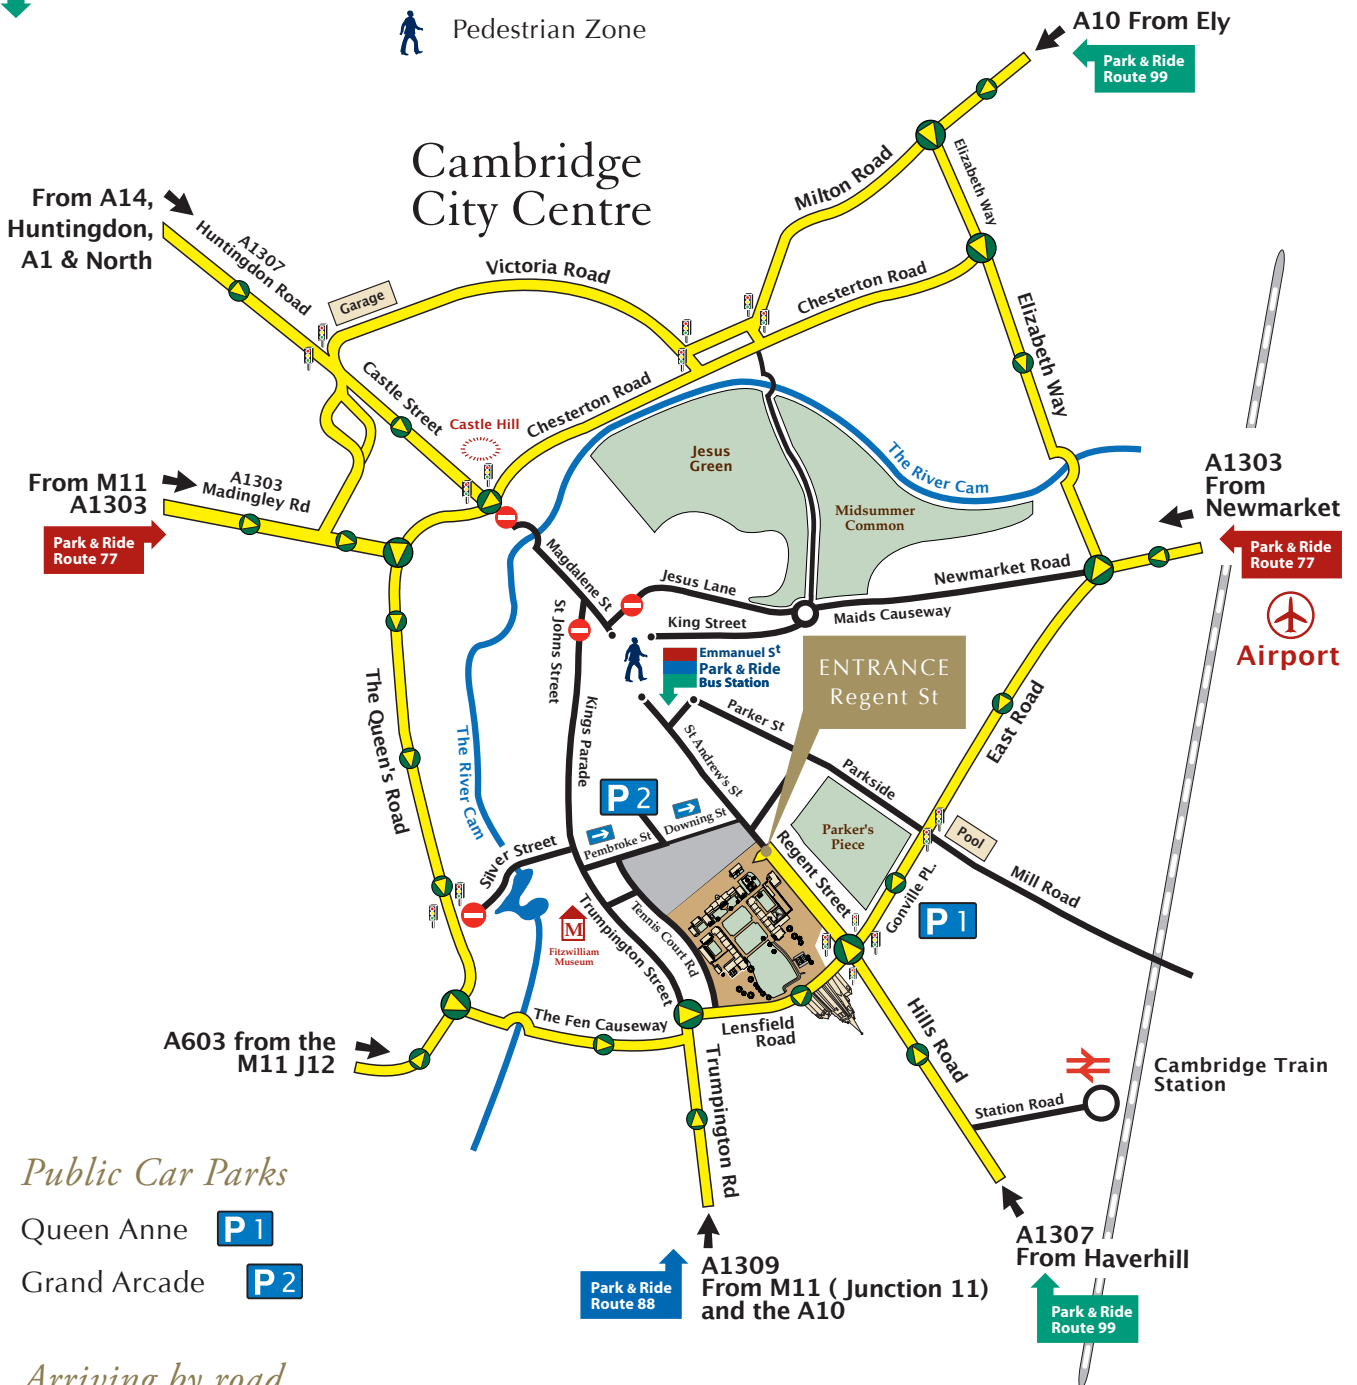 Pedestrian Zone
A10 From Ely
Park & Ride
Route 99
Cambridge
City Centre
Milton Road
Elizabeth Way
From A14,
Huntingdon,
A1 & North
A1307
Huntingdon Road
Garage
Victoria Road
Chesterton Road
Elizabeth Way
Castle Street
Castle Hill
Chesterton Road
Jesus
Green
The River Cam
Midsummer
Common
A1303
From
Newmarket
Park & Ride
Route 77
Airport
From M11
A1303
A1303
Madingley Rd
Park & Ride
Route 77
Magdalene St
Jesus Lane
Newmarket Road
King Street
Maids Causeway
St Johns Street
Emmanuel St
Park & Ride
Bus Station
ENTRANCE
Regent St
The Queen's Road
The River Cam
Kings Parade
Parker St
St Andrew's St
Parkside
East Road
P 2
Downing St
Pembroke St
Parker's
Piece
Pool
Silver Street
Regent Street
Gonville PL.
Mill Road
P 1
Trumpington Street
Tennis Court Rd
M
Fitzwilliam
Museum
The Fen Causeway
Lensfield
Road
Hills Road
A603 from the
M11 J12
Trumpington Rd
Station Road
Cambridge Train
Station
Public Car Parks
Queen Anne P 1
Grand Arcade P 2
Park & Ride
Route 88
A1309
From M11 ( Junction 11)
and the A10
A1307
From Haverhill
Park & Ride
Route 99
Arriving by road